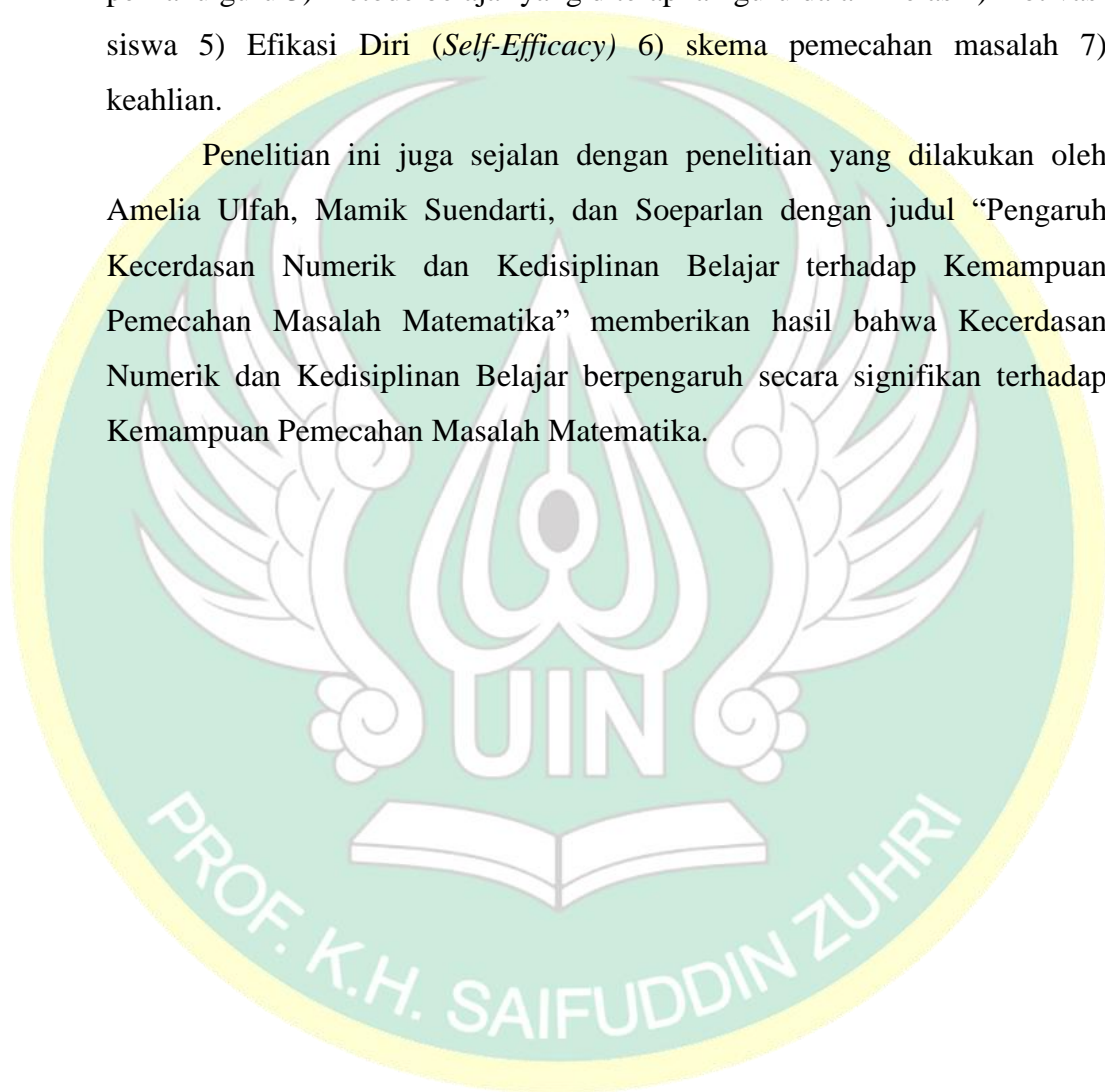 siswa 5) Efikasi Diri (Self-Efficacy) 6) skema pemecahan masalah 7)
keahlian.
Penelitian ini juga sejalan dengan penelitian yang dilakukan oleh
Amelia Ulfah, Mamik Suendarti, dan Soeparlan dengan judul “Pengaruh
Kecerdasan Numerik dan Kedisiplinan Belajar terhadap Kemampuan
Pemecahan Masalah Matematika” memberikan hasil bahwa Kecerdasan
Numerik dan Kedisiplinan Belajar berpengaruh secara signifikan terhadap
Kemampuan Pemecahan Masalah Matematika.
UIN
PROF. K.H. SAIFUDDIN ZUHRI